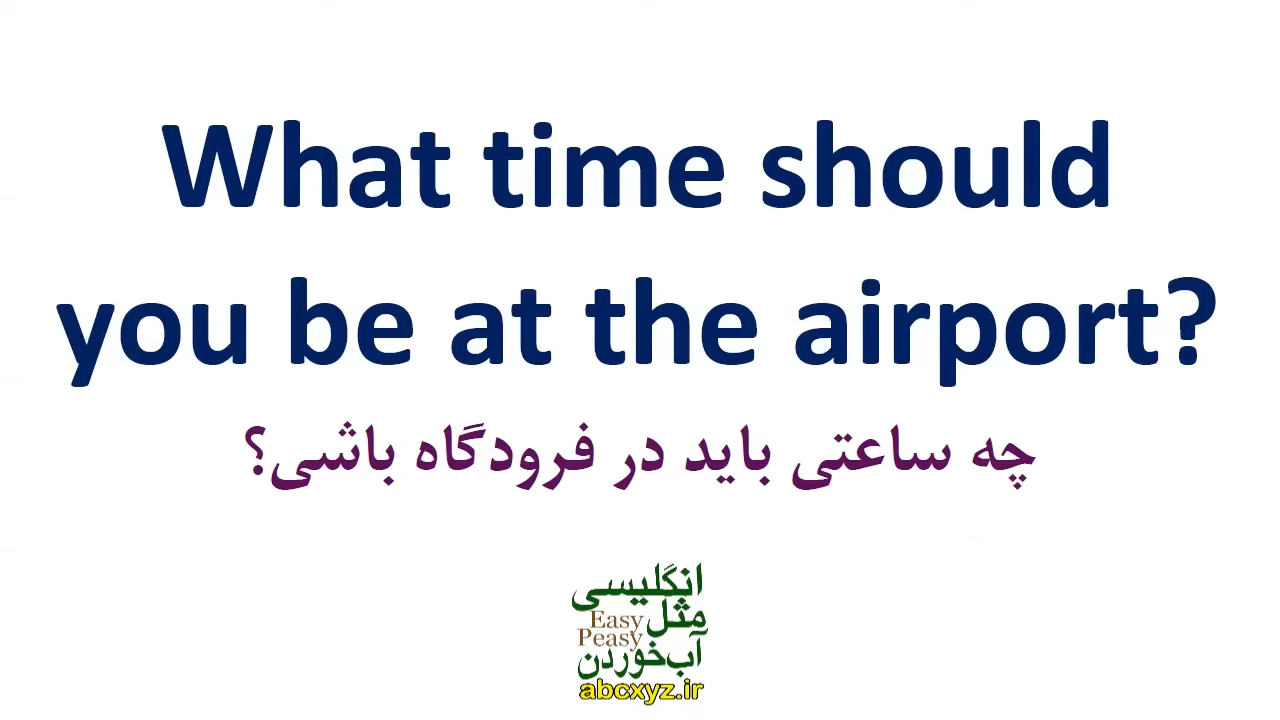 What time should
you be at the airport?
چه ساعتی باید در فرودگاه باشی؟
انگلیسی
مثل Easy
Peasy
آب‌خوردن
abcxyz.ir